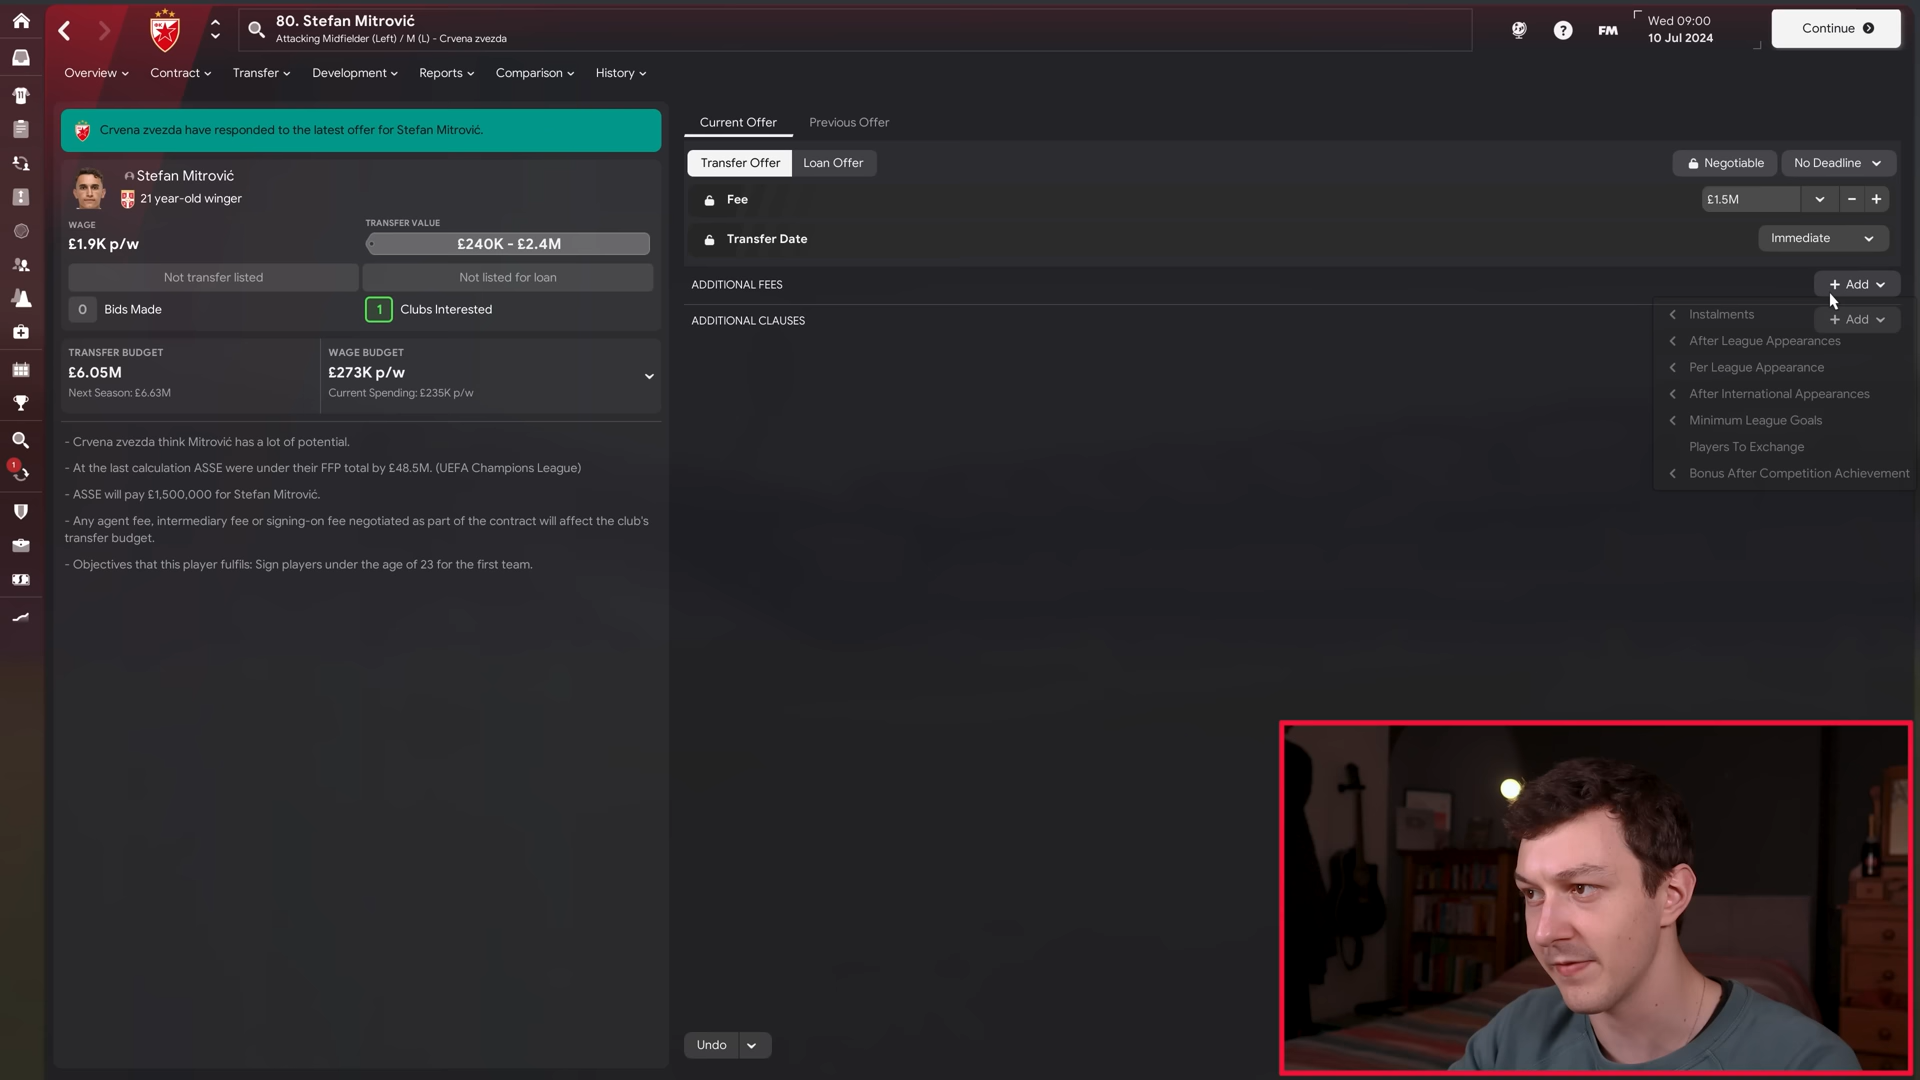 80. Stefan Mitrović
Attacking Midfielder (Left) / M (L) - Crvena zvezda
FM
Wed 09:00
10 Jul 2024
Continue
Overview
Contract
Transfer
Development
Reports
Comparison
History
Crvena zvezda have responded to the latest offer for Stefan Mitrović.
Stefan Mitrović
21 year-old winger
WAGE
£1.9K p/w
TRANSFER VALUE
£240K - £2.4M
Not transfer listed
Not listed for loan
0 Bids Made
1 Clubs Interested
TRANSFER BUDGET
£6.05M
Next Season: £6.63M
WAGE BUDGET
£273K p/w
Current Spending: £235K p/w
- Crvena zvezda think Mitrović has a lot of potential.
- At the last calculation ASSE were under their FFP total by £48.5M. (UEFA Champions League)
- ASSE will pay £1,500,000 for Stefan Mitrović.
- Any agent fee, intermediary fee or signing-on fee negotiated as part of the contract will affect the club's
transfer budget.
- Objectives that this player fulfils: Sign players under the age of 23 for the first team.
Current Offer
Previous Offer
Transfer Offer
Loan Offer
Negotiable
No Deadline
Fee
£1.5M
Transfer Date
Immediate
ADDITIONAL FEES
+ Add
ADDITIONAL CLAUSES
+ Add
Instalments
After League Appearances
Per League Appearance
After International Appearances
Minimum League Goals
Players To Exchange
Bonus After Competition Achievement
Undo
1